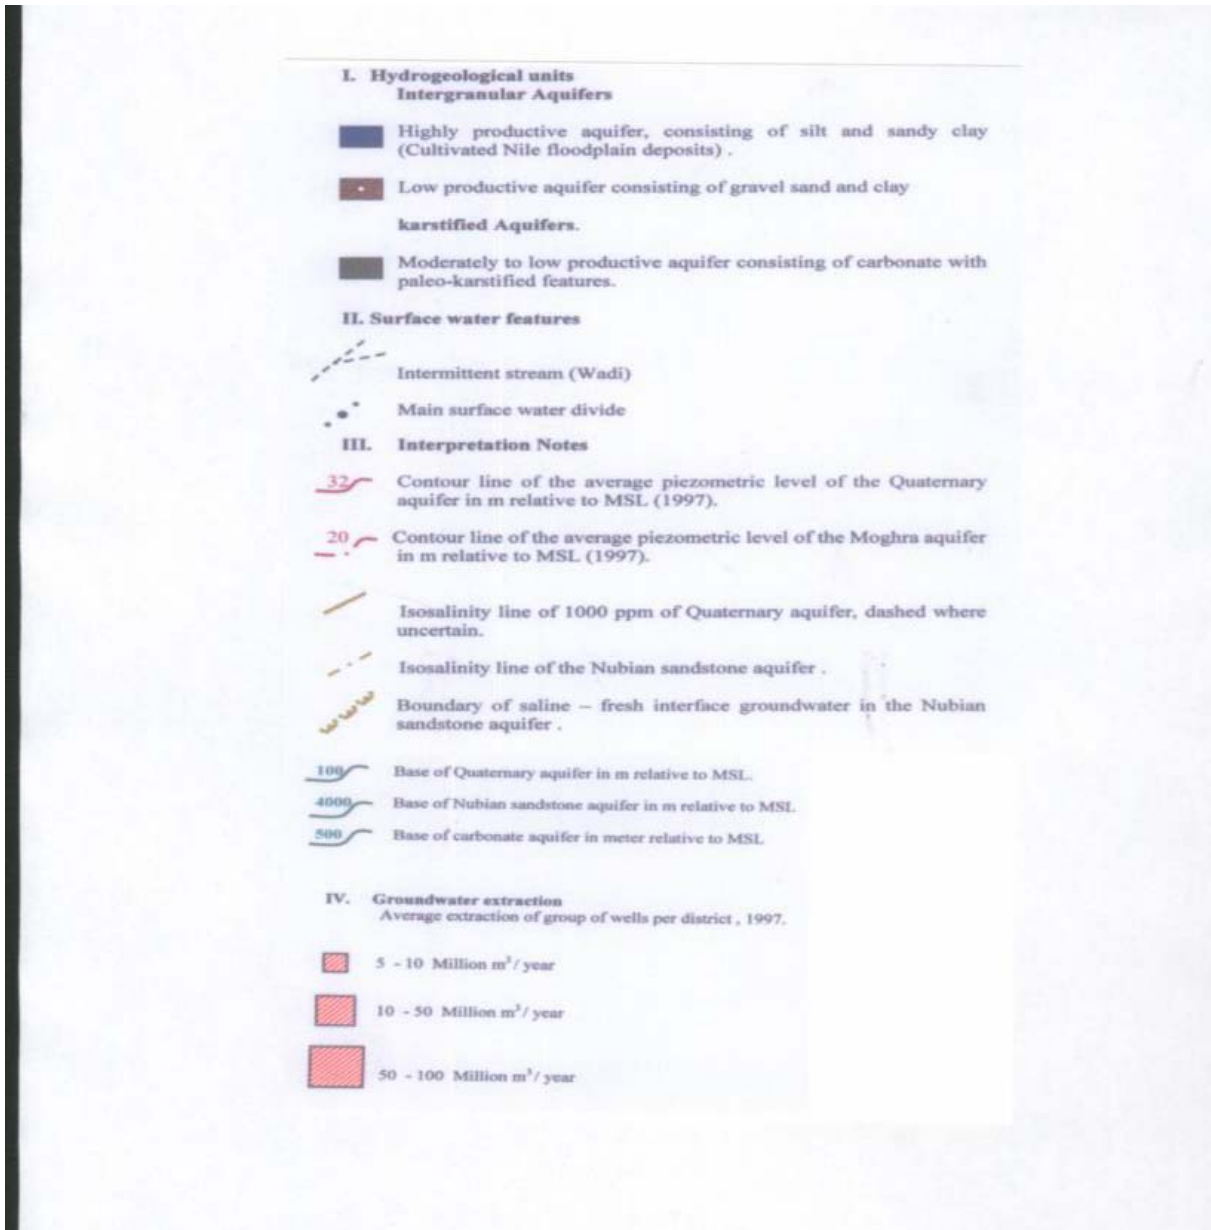 I. Hydrogeological units
Intergranular Aquifers
Highly productive aquifer, consisting of silt and sandy clay
(Cultivated Nile floodplain deposits) .
Low productive aquifer consisting of gravel sand and clay
karstified Aquifers.
Moderately to low productive aquifer consisting of carbonate with
paleo-karstified features.
II. Surface water features
Intermittent stream (Wadi)
Main surface water divide
III. Interpretation Notes
32 Contour line of the average piezometric level of the Quaternary
aquifer in m relative to MSL (1997).
20 Contour line of the average piezometric level of the Moghra aquifer
in m relative to MSL (1997).
Isosalinity line of 1000 ppm of Quaternary aquifer, dashed where
uncertain.
Isosalinity line of the Nubian sandstone aquifer .
Boundary of saline – fresh interface groundwater in the Nubian
sandstone aquifer .
100 Base of Quaternary aquifer in m relative to MSL.
4000 Base of Nubian sandstone aquifer in m relative to MSL
500 Base of carbonate aquifer in meter relative to MSL
IV. Groundwater extraction
Average extraction of group of wells per district , 1997.
5 - 10 Million m³/ year
10 - 50 Million m³/ year
50 - 100 Million m³/ year